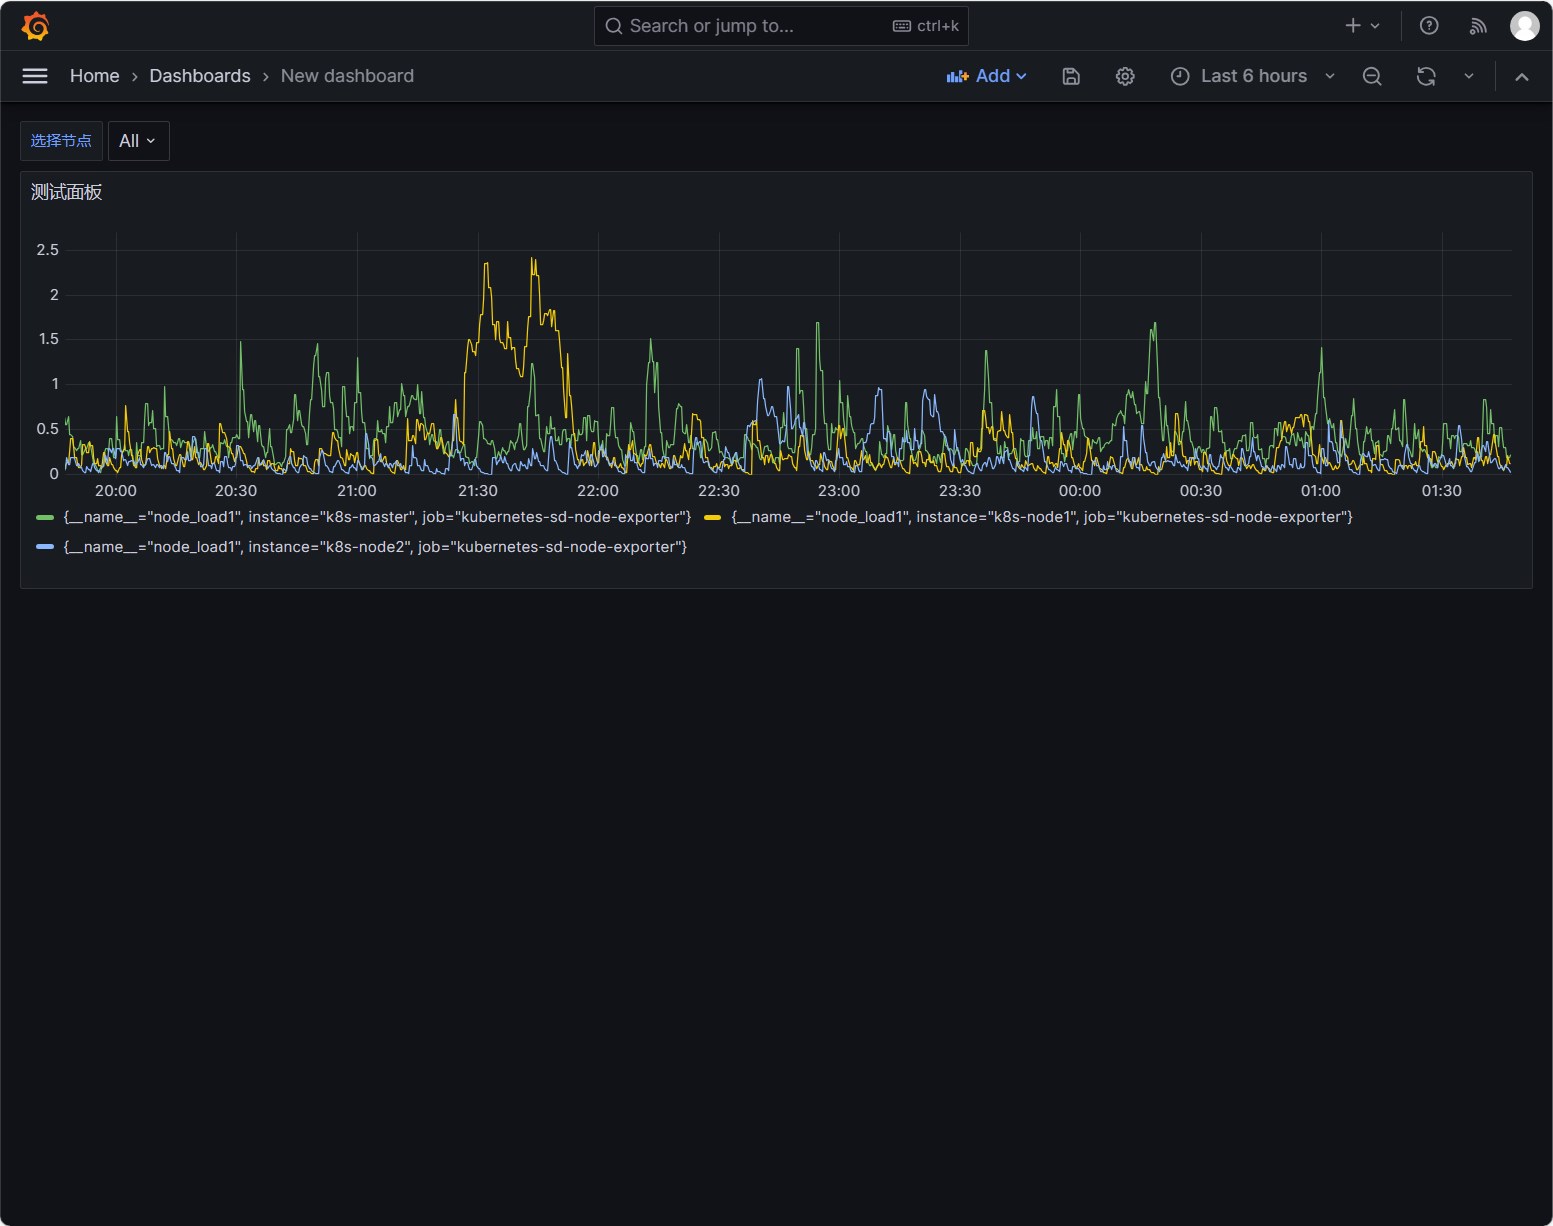 Search or jump to... ctrl+k
Home › Dashboards › New dashboard Add Last 6 hours
选择节点 All
测试面板
2.5
2
1.5
1
0.5
0
20:00 20:30 21:00 21:30 22:00 22:30 23:00 23:30 00:00 00:30 01:00 01:30
{__name__="node_load1", instance="k8s-master", job="kubernetes-sd-node-exporter"} {__name__="node_load1", instance="k8s-node1", job="kubernetes-sd-node-exporter"}
{__name__="node_load1", instance="k8s-node2", job="kubernetes-sd-node-exporter"}